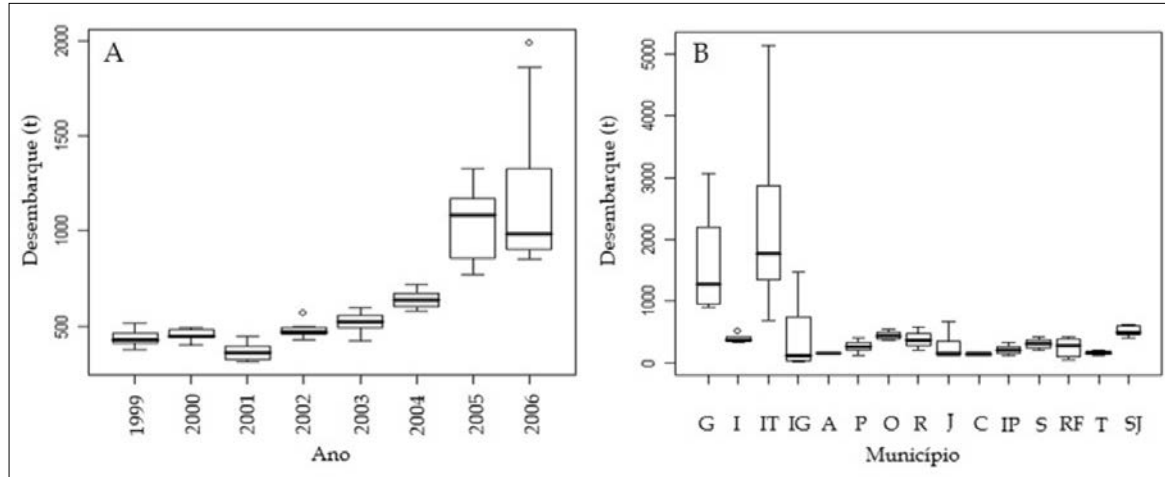 A
Desembarque (t)
2000
1500
1000
500
1999
2000
2001
2002
2003
2004
2005
2006
Ano
B
Desembarque (t)
5000
4000
3000
2000
1000
0
G I IT IG A P O R J C IP S RF T SJ
Município